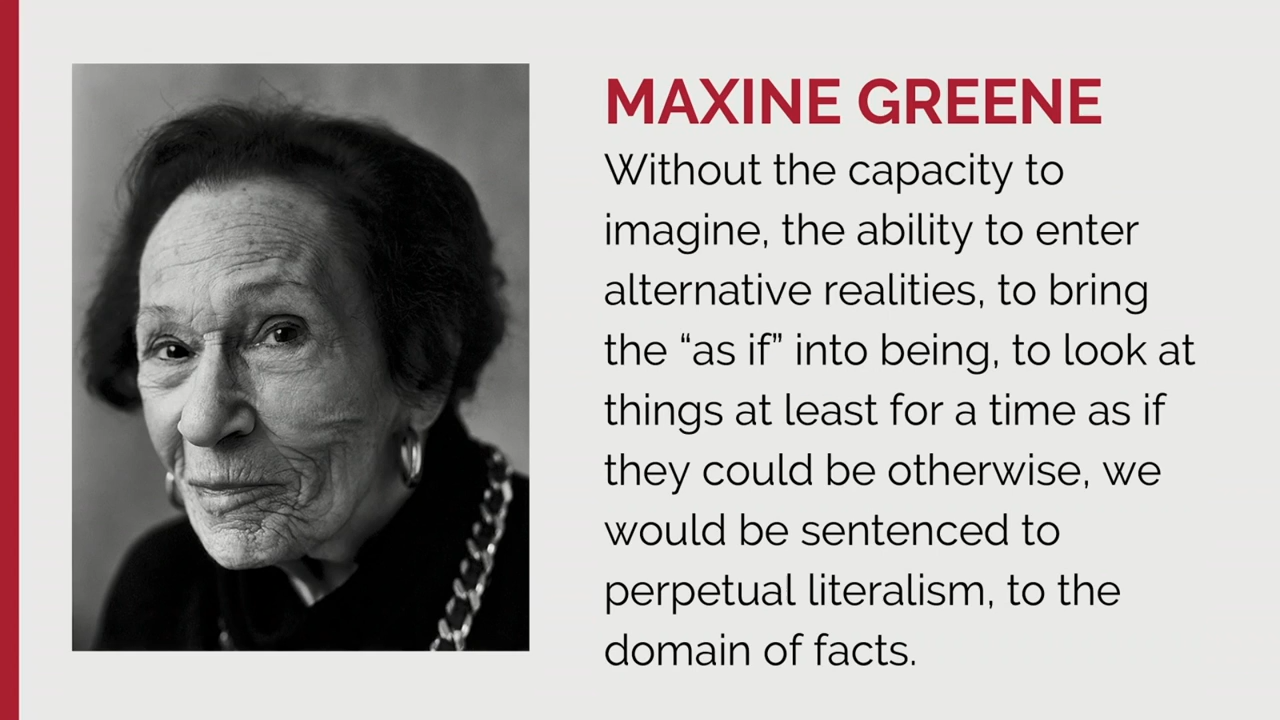 MAXINE GREENE
Without the capacity to
imagine, the ability to enter
alternative realities, to bring
the “as if” into being, to look at
things at least for a time as if
they could be otherwise, we
would be sentenced to
perpetual literalism, to the
domain of facts.